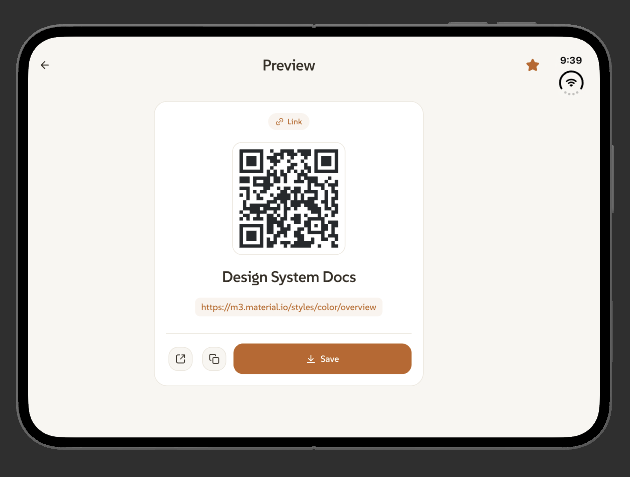 Preview
9:39
Link
Design System Docs
https://m3.material.io/styles/color/overview
Save